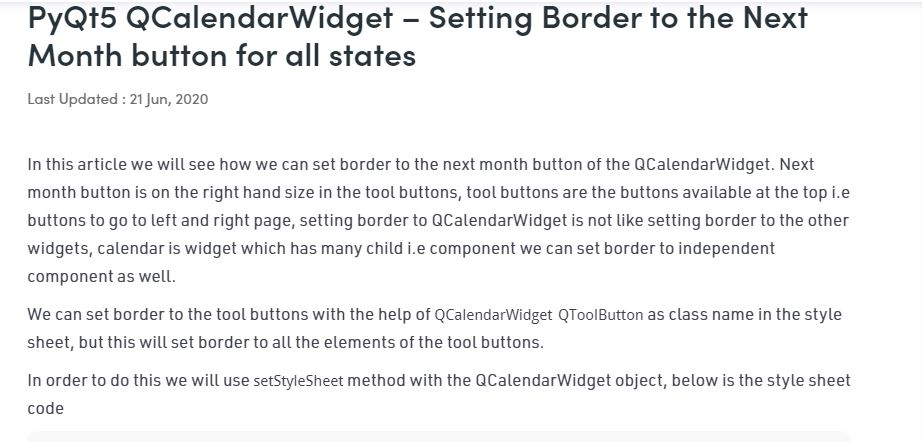 PyQt5 QCalendarWidget – Setting Border to the Next
Month button for all states
Last Updated : 21 Jun, 2020
In this article we will see how we can set border to the next month button of the QCalendarWidget. Next
month button is on the right hand size in the tool buttons, tool buttons are the buttons available at the top i.e
buttons to go to left and right page, setting border to QCalendarWidget is not like setting border to the other
widgets, calendar is widget which has many child i.e component we can set border to independent
component as well.
We can set border to the tool buttons with the help of QCalendarWidget QToolButton as class name in the style
sheet, but this will set border to all the elements of the tool buttons.
In order to do this we will use setStyleSheet method with the QCalendarWidget object, below is the style sheet
code